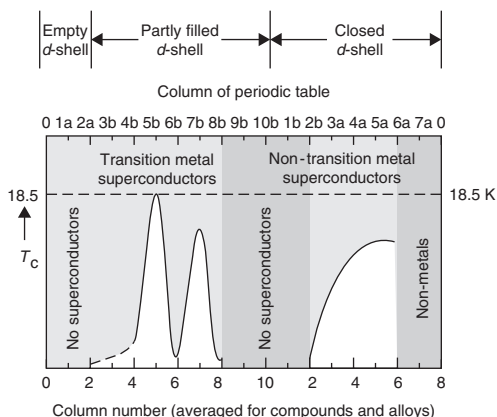 Empty Partly filled Closed
d-shell d-shell d-shell
Column of periodic table
0 1a 2a 3b 4b 5b 6b 7b 8b 9b 10b 1b 2b 3a 4a 5a 6a 7a 0
Transition metal Non-transition metal
superconductors superconductors
18.5 18.5 K
Tc
No superconductors
No superconductors
Non-metals
0 2 4 6 8 10 2 4 6 8
Column number (averaged for compounds and alloys)